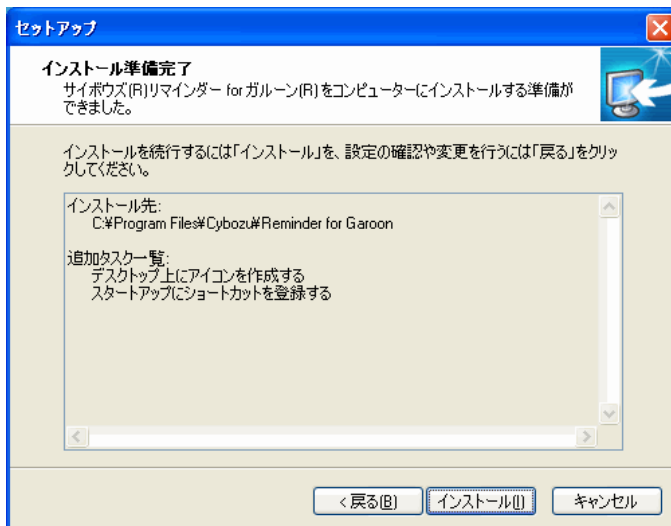 セットアップ
インストール準備完了
サイボウズ(R)リマインダー for ガルーン(R) をコンピューターにインストールする準備が
できました。
インストールを続行するには「インストール」を、設定の確認や変更を行うには「戻る」をクリッ
クしてください。
インストール先:
C:¥Program Files¥Cybozu¥Reminder for Garoon
追加タスク一覧:
デスクトップ上にアイコンを作成する
スタートアップにショートカットを登録する
< 戻る(B)
インストール(I)
キャンセル